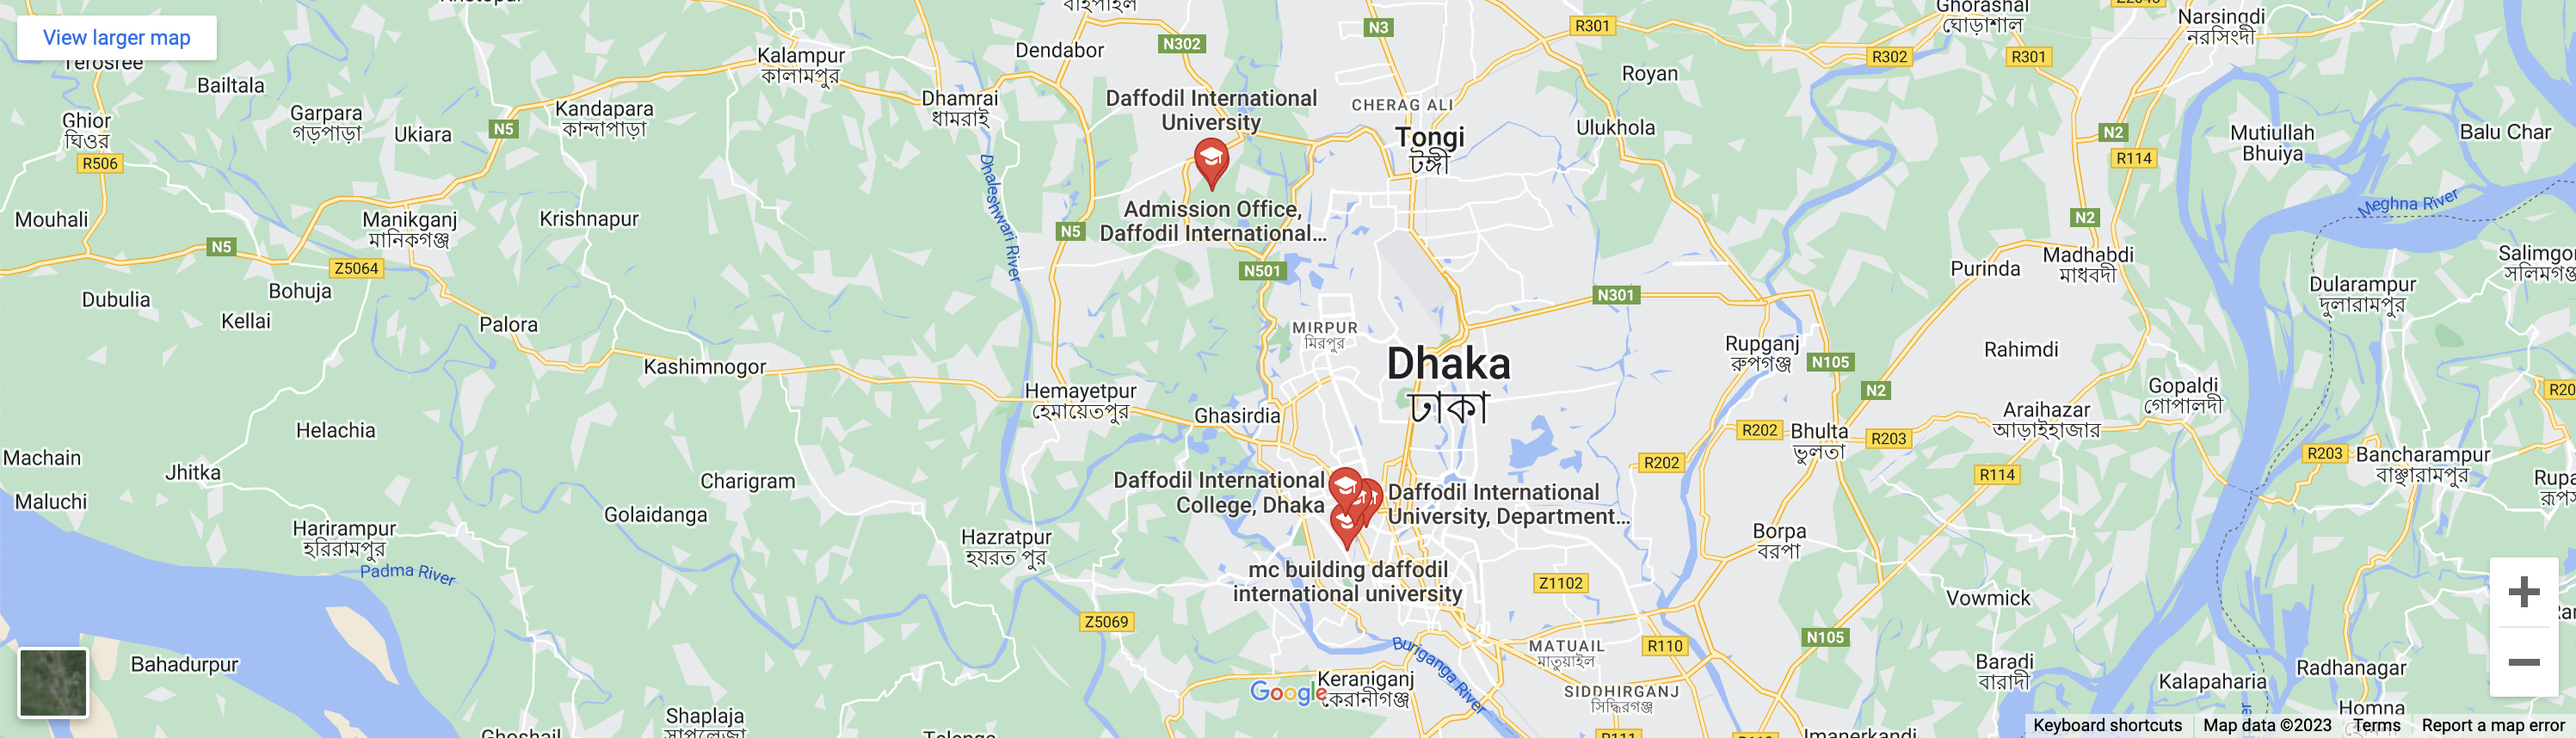 View larger map
Terosree
Bailtala
Ghior
ঘিওর
R506
Garpara
গড়পাড়া
Ukiara
Mouhali
N5
Dubulia
Kellai
Bohuja
Z5064
Manikganj
মানিকগঞ্জ
N5
Kandapara
কান্দাপাড়া
Krishnapur
Palora
Kashimnogor
Kalampur
কালামপুর
Dendabor
Dhamrai
ধামরাই
Dhaleshwari River
N5
N302
Daffodil International
University
Admission Office,
Daffodil International...
N501
N3
CHERAG ALI
Tongi
টঙ্গী
R301
Royan
Ulukhola
R302
Ghorashal
ঘোড়াশাল
R301
Narsingdi
নরসিংদী
N2
R114
N2
Mutiullah
Bhuiya
Balu Char
Meghna River
Madhabdi
মাধবদী
Purinda
Dularampur
দুলারামপুর
N301
MIRPUR
মিরপুর
Dhaka
ঢাকা
Rupganj
রুপগঞ্জ
N105
N2
Rahimdi
Gopaldi
গোপালদী
Araihazar
আড়াইহাজার
Hemayetpur
হেমায়েতপুর
Ghasirdia
R202
Bhulta
ভুলতা
R203
R202
R114
R203
Bancharampur
বাঞ্ছারামপুর
Machain
Maluchi
Jhitka
Helachia
Charigram
Golaidanga
Harirampur
হরিরামপুর
Padma River
Hazratpur
হযরত পুর
Daffodil International
College, Dhaka
Daffodil International
University, Department...
mc building daffodil
international university
Borpa
বরপা
Z1102
Vowmick
Z5069
Buriganga River
MATUAIL
মাতুয়াইল
R110
N105
Baradi
বারাদী
Radhanagar
Kalapaharia
Bahadurpur
Shaplaja
Google
Keraniganj
কেরানীগঞ্জ
SIDDHIRGANJ
সিদ্ধিরগঞ্জ
Homna
Keyboard shortcuts
Map data ©2023
Terms
Report a map error